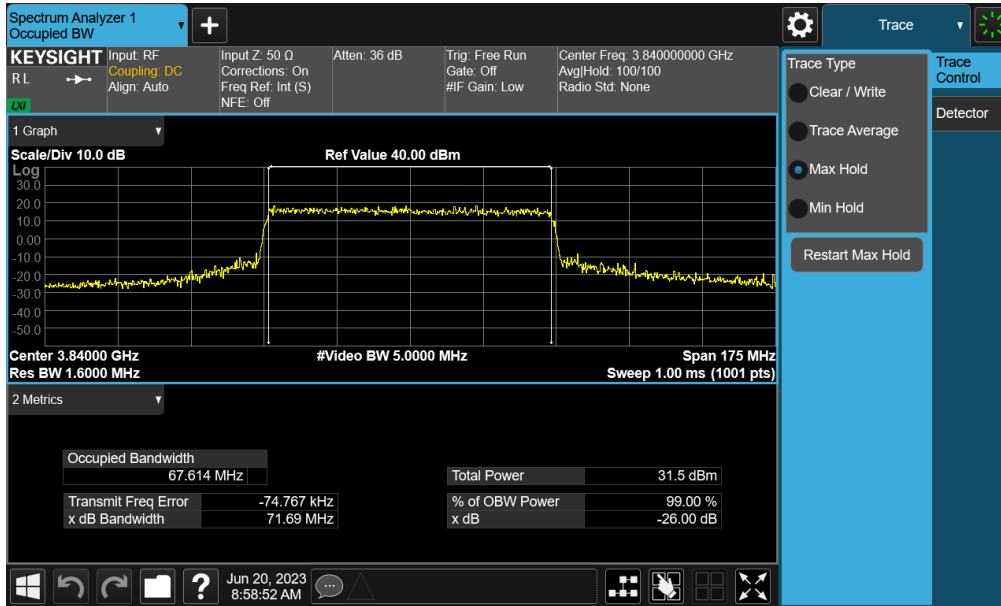 Spectrum Analyzer 1
Occupied BW
Trace
KEYSIGHT
RL
LXI
Input: RF
Coupling: DC
Align: Auto
Input Z: 50 Ω
Corrections: On
Freq Ref: Int (S)
NFE: Off
Atten: 36 dB
Trig: Free Run
Gate: Off
#IF Gain: Low
Center Freq: 3.840000000 GHz
Avg|Hold: 100/100
Radio Std: None
Trace Type
Clear / Write
Trace Average
Max Hold
Min Hold
Restart Max Hold
Trace
Control
Detector
1 Graph
Scale/Div 10.0 dB
Ref Value 40.00 dBm
Log
30.0
20.0
10.0
0.00
-10.0
-20.0
-30.0
-40.0
-50.0
Center 3.84000 GHz
#Video BW 5.0000 MHz
Span 175 MHz
Res BW 1.6000 MHz
Sweep 1.00 ms (1001 pts)
2 Metrics
Occupied Bandwidth
67.614 MHz
Total Power 31.5 dBm
Transmit Freq Error -74.767 kHz
% of OBW Power 99.00 %
x dB Bandwidth 71.69 MHz
x dB -26.00 dB
?
Jun 20, 2023
8:58:52 AM